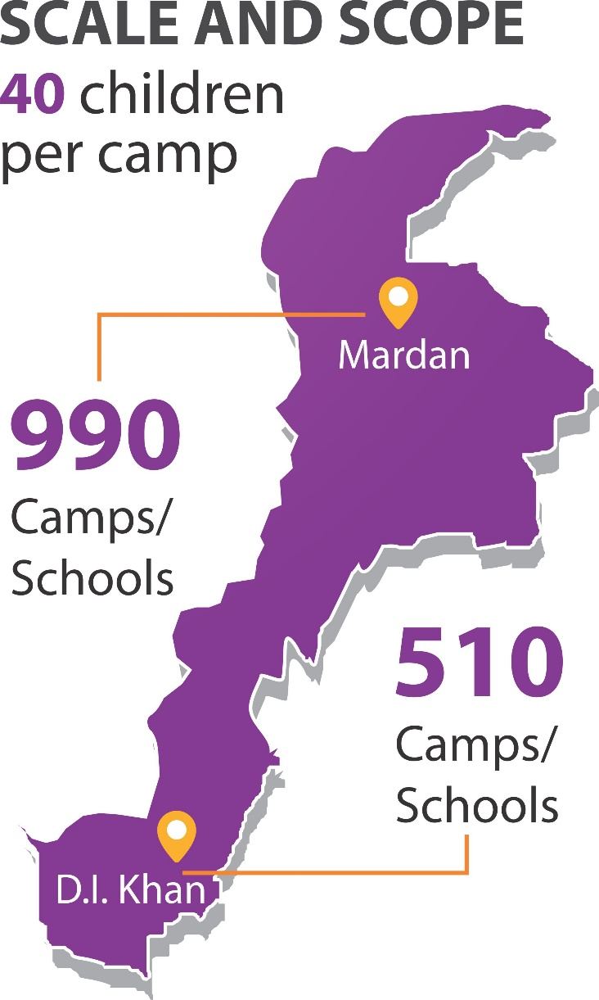 SCALE AND SCOPE
40 children
per camp
Mardan
990
Camps/
Schools
510
Camps/
Schools
D.I. Khan